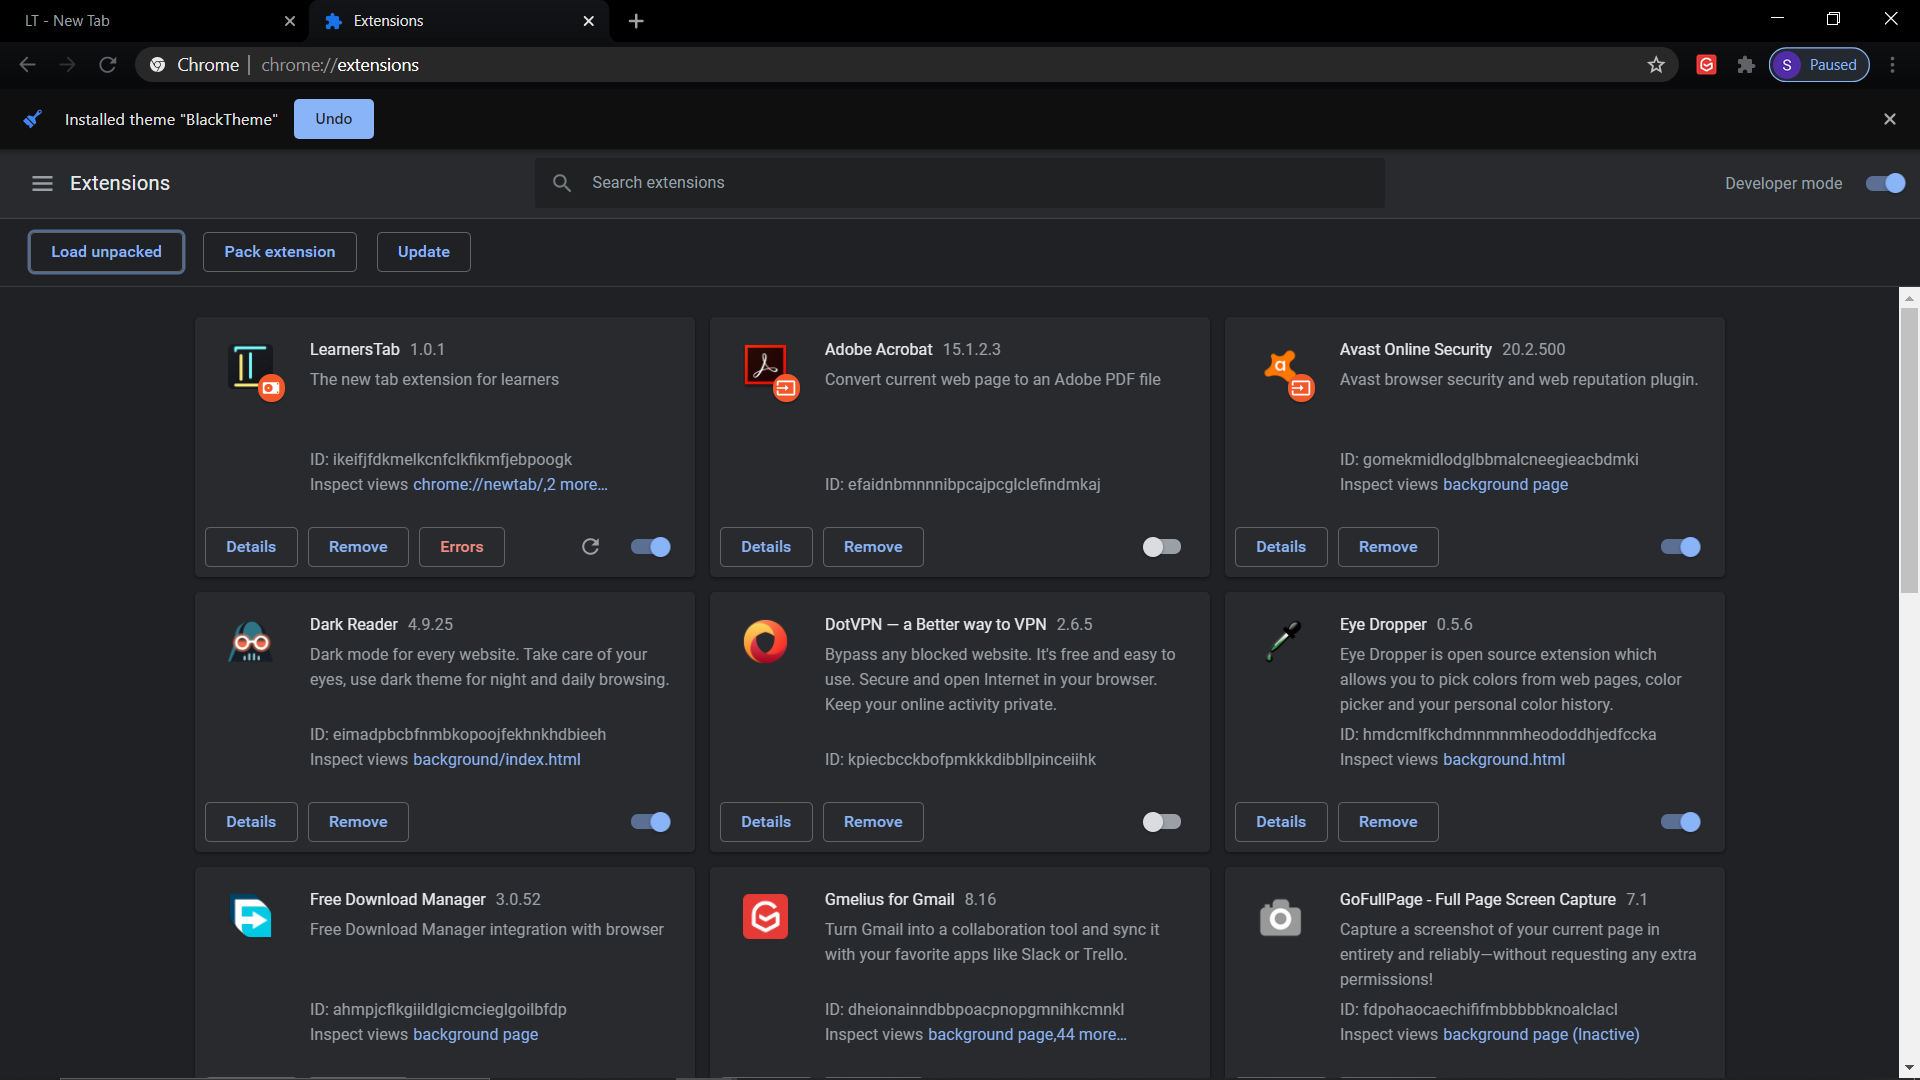 LT - New Tab
Extensions
Chrome
chrome://extensions
S
Paused
Installed theme "BlackTheme"
Undo
Extensions
Search extensions
Developer mode
Load unpacked
Pack extension
Update
LearnersTab 1.0.1
The new tab extension for learners
ID: ikeifjfdkmelkcnfclkfikmfjebpoogk
Inspect views chrome://newtab/,2 more...
Details
Remove
Errors
Adobe Acrobat 15.1.2.3
Convert current web page to an Adobe PDF file
ID: efaidnbmnnnibpcajpcglclefindmkaj
Details
Remove
Avast Online Security 20.2.500
Avast browser security and web reputation plugin.
ID: gomekmidlodglbbmalcneegieacbdmki
Inspect views background page
Details
Remove
Dark Reader 4.9.25
Dark mode for every website. Take care of your
eyes, use dark theme for night and daily browsing.
ID: eimadpbcbfnmbkopoojfekhnkhdbieeh
Inspect views background/index.html
Details
Remove
DotVPN — a Better way to VPN 2.6.5
Bypass any blocked website. It's free and easy to
use. Secure and open Internet in your browser.
Keep your online activity private.
ID: kpiecbcckbofpmkkkdibbllpinceiihk
Details
Remove
Eye Dropper 0.5.6
Eye Dropper is open source extension which
allows you to pick colors from web pages, color
picker and your personal color history.
ID: hmdcmlfkchdmnmnmheododdhjedfccka
Inspect views background.html
Details
Remove
Free Download Manager 3.0.52
Free Download Manager integration with browser
ID: ahmpjcflkgiildlgicmcieglgoilbfdp
Inspect views background page
Gmelius for Gmail 8.16
Turn Gmail into a collaboration tool and sync it
with your favorite apps like Slack or Trello.
ID: dheionainndbbpoacpnopgmnihkcmnkl
Inspect views background page,44 more...
GoFullPage - Full Page Screen Capture 7.1
Capture a screenshot of your current page in
entirety and reliably—without requesting any extra
permissions!
ID: fdpohaocaechififmbbbbbknoalclacl
Inspect views background page (Inactive)